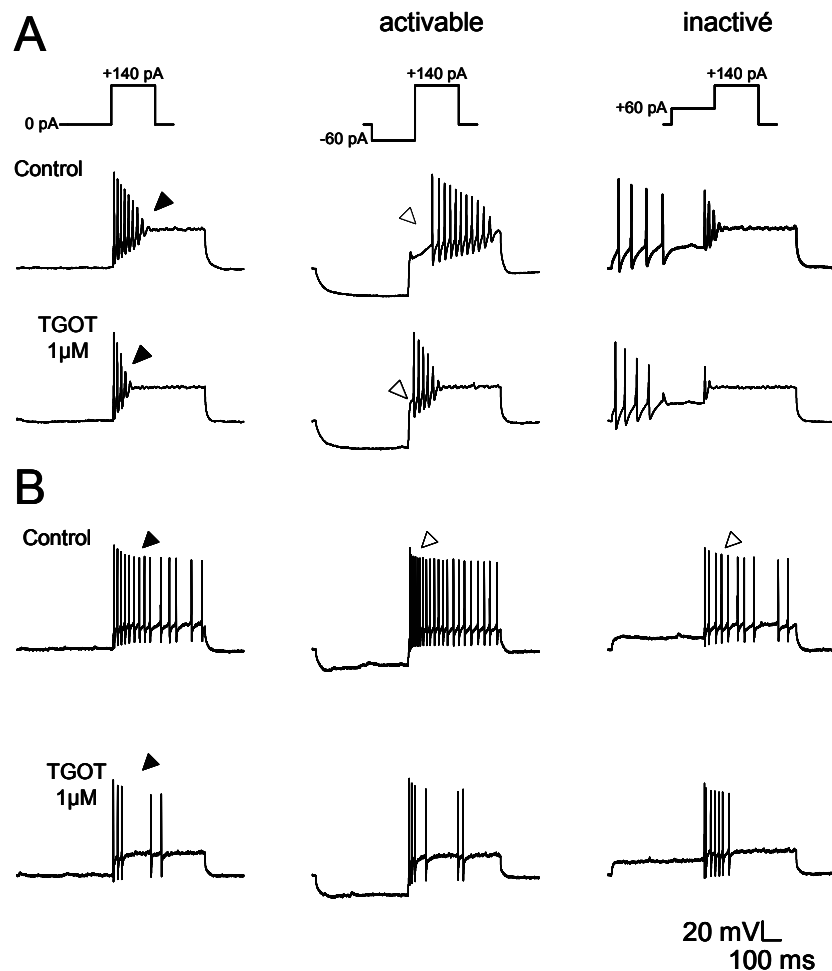 A
activable
inactivé
+140 pA
+140 pA
+140 pA
0 pA
-60 pA
+60 pA
Control
TGOT
1µM
B
Control
TGOT
1µM
20 mV
100 ms